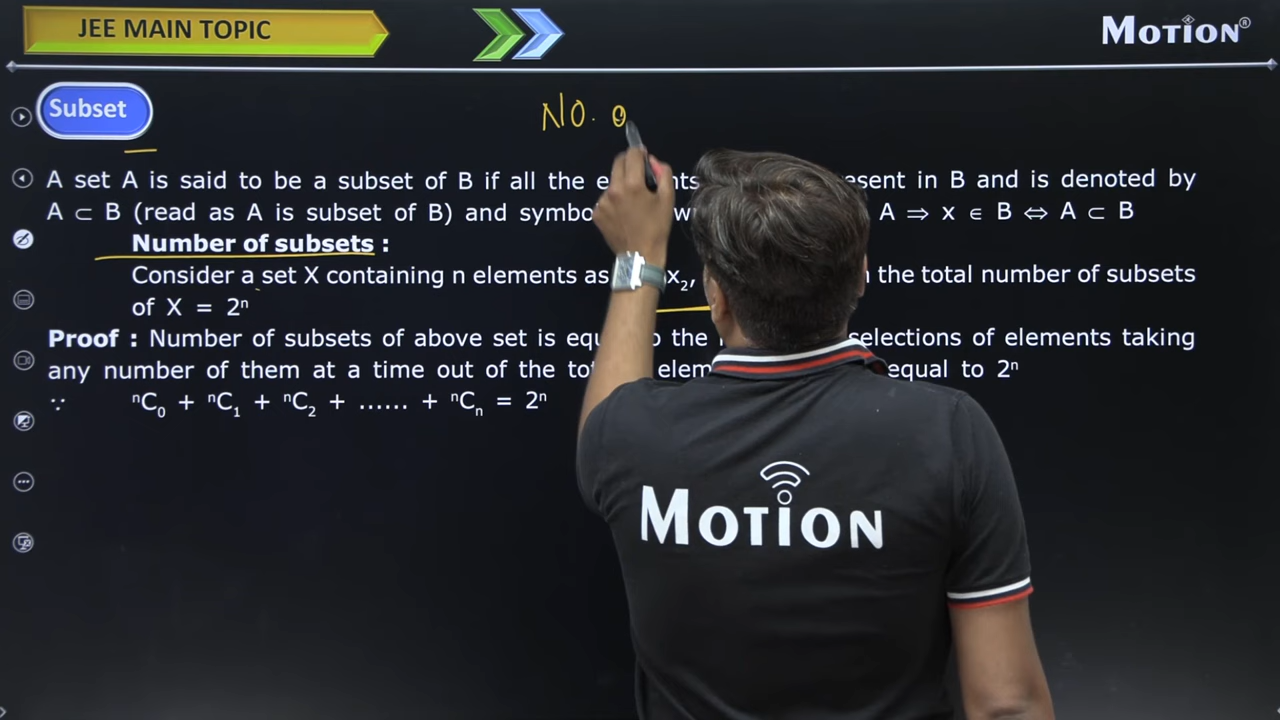 JEE MAIN TOPIC
MOTION®
Subset
NO. o
A set A is said to be a subset of B if all the esent in B and is denoted by
A ⊂ B (read as A is subset of B) and symbo A ⇒ x ∈ B ⇔ A ⊂ B
Number of subsets :
Consider a set X containing n elements as x₂, the total number of subsets
of X = 2ⁿ
Proof : Number of subsets of above set is equ the elections of elements taking
any number of them at a time out of the to elem equal to 2ⁿ
∵ ⁿC₀ + ⁿC₁ + ⁿC₂ + ...... + ⁿCₙ = 2ⁿ
MOTION